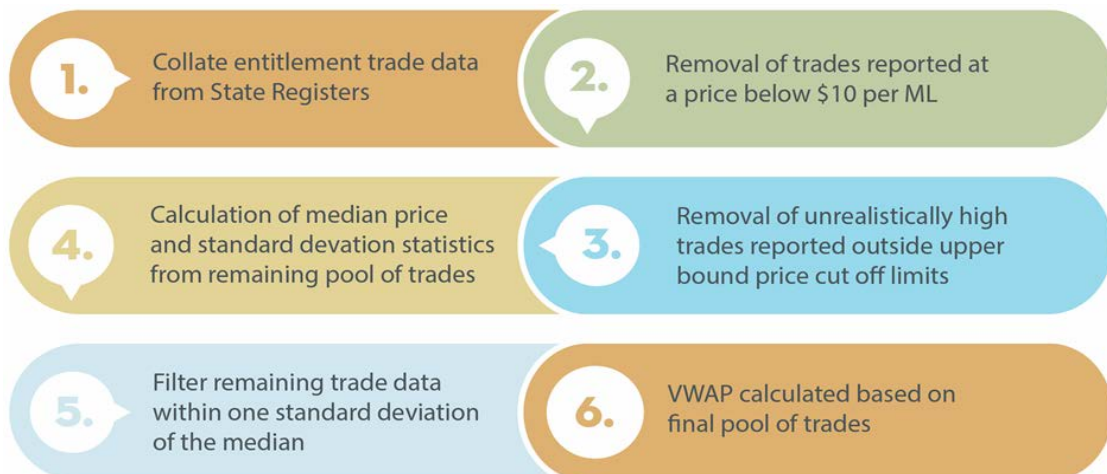 1.
Collate entitlement trade data
from State Registers
2.
Removal of trades reported at
a price below $10 per ML
3.
Removal of unrealistically high
trades reported outside upper
bound price cut off limits
4.
Calculation of median price
and standard devation statistics
from remaining pool of trades
5.
Filter remaining trade data
within one standard deviation
of the median
6.
VWAP calculated based on
final pool of trades